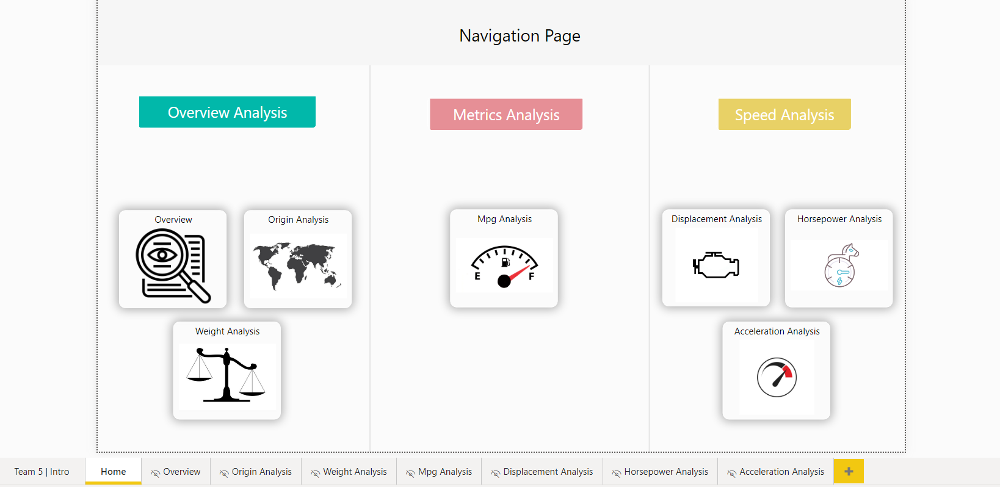 Navigation Page
Overview Analysis
Metrics Analysis
Speed Analysis
Overview
Origin Analysis
Weight Analysis
Mpg Analysis
E
F
Displacement Analysis
Horsepower Analysis
Acceleration Analysis
Team 5 | Intro
Home
Overview
Origin Analysis
Weight Analysis
Mpg Analysis
Displacement Analysis
Horsepower Analysis
Acceleration Analysis